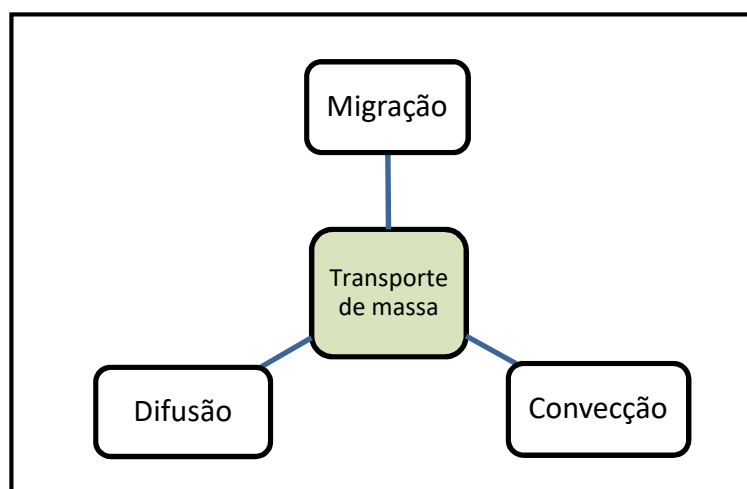 Migração
Transporte
de massa
Difusão
Convecção